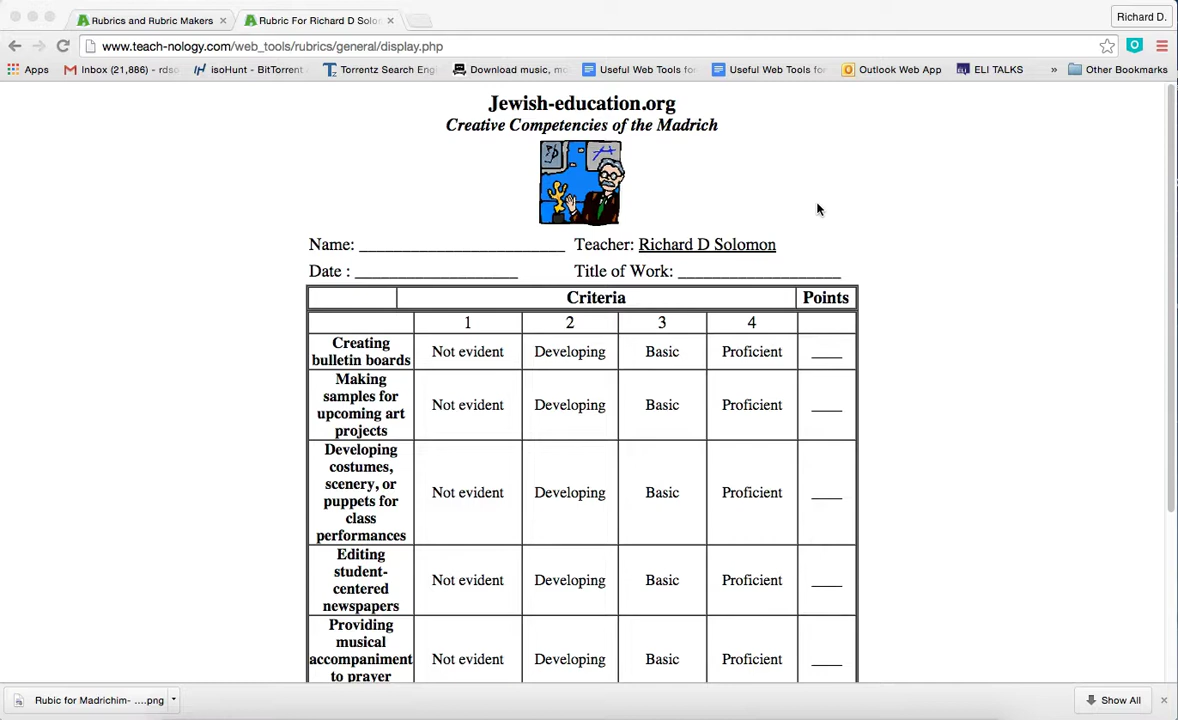 Rubrics and Rubric Makers
Rubric For Richard D Solo
Richard D.
www.teach-nology.com/web_tools/rubrics/general/display.php
Apps
Inbox (21,886) - rdso
isoHunt - BitTorrent
Torrentz Search Eng
Download music, mo
Useful Web Tools for
Useful Web Tools for
Outlook Web App
ELI TALKS
»
Other Bookmarks
Jewish-education.org
Creative Competencies of the Madrich
Name: ______________________ Teacher: Richard D Solomon
Date : __________________ Title of Work: __________________
Criteria Points
1 2 3 4
Creating
bulletin boards Not evident Developing Basic Proficient ____
Making
samples for
upcoming art
projects
Not evident Developing Basic Proficient ____
Developing
costumes,
scenery, or
puppets for
class
performances
Not evident Developing Basic Proficient ____
Editing
student-
centered
newspapers
Not evident Developing Basic Proficient ____
Providing
musical
accompaniment
to prayer
Not evident Developing Basic Proficient ____
Rubic for Madrichim- ....png
Show All